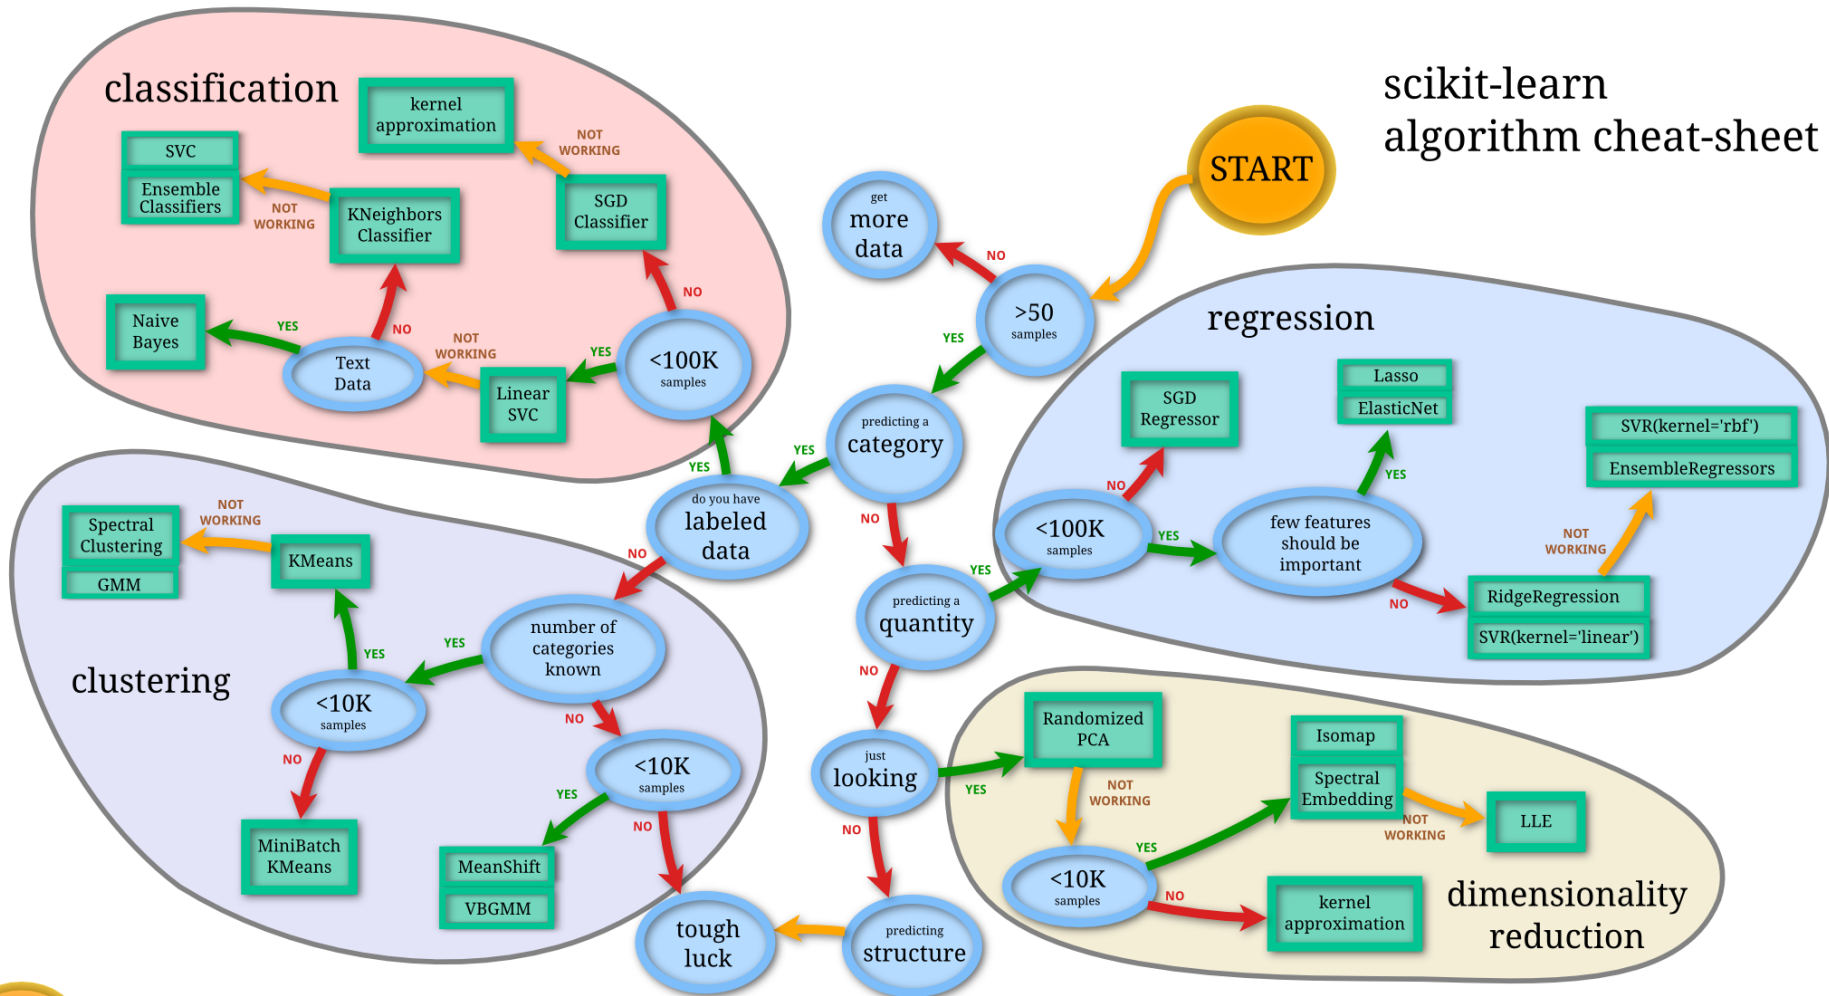 classification
kernel
approximation
NOT
WORKING
SVC
Ensemble
Classifiers
NOT
WORKING
KNeighbors
Classifier
SGD
Classifier
NO
NO
Naive
Bayes
YES
Text
Data
NOT
WORKING
Linear
SVC
YES
<100K
samples
YES
scikit-learn
algorithm cheat-sheet
START
get
more
data
NO
>50
samples
YES
predicting a
category
YES
NO
do you have
labeled
data
NO
predicting a
quantity
YES
NO
just
looking
YES
NO
predicting
structure
tough
luck
regression
SGD
Regressor
NO
<100K
samples
YES
Lasso
ElasticNet
YES
few features
should be
important
NO
SVR(kernel='rbf')
EnsembleRegressors
NOT
WORKING
RidgeRegression
SVR(kernel='linear')
clustering
Spectral
Clustering
GMM
NOT
WORKING
KMeans
YES
<10K
samples
NO
MiniBatch
KMeans
YES
number of
categories
known
NO
<10K
samples
YES
NO
MeanShift
VBGMM
Randomized
PCA
NOT
WORKING
<10K
samples
YES
NO
Isomap
Spectral
Embedding
NOT
WORKING
LLE
kernel
approximation
dimensionality
reduction